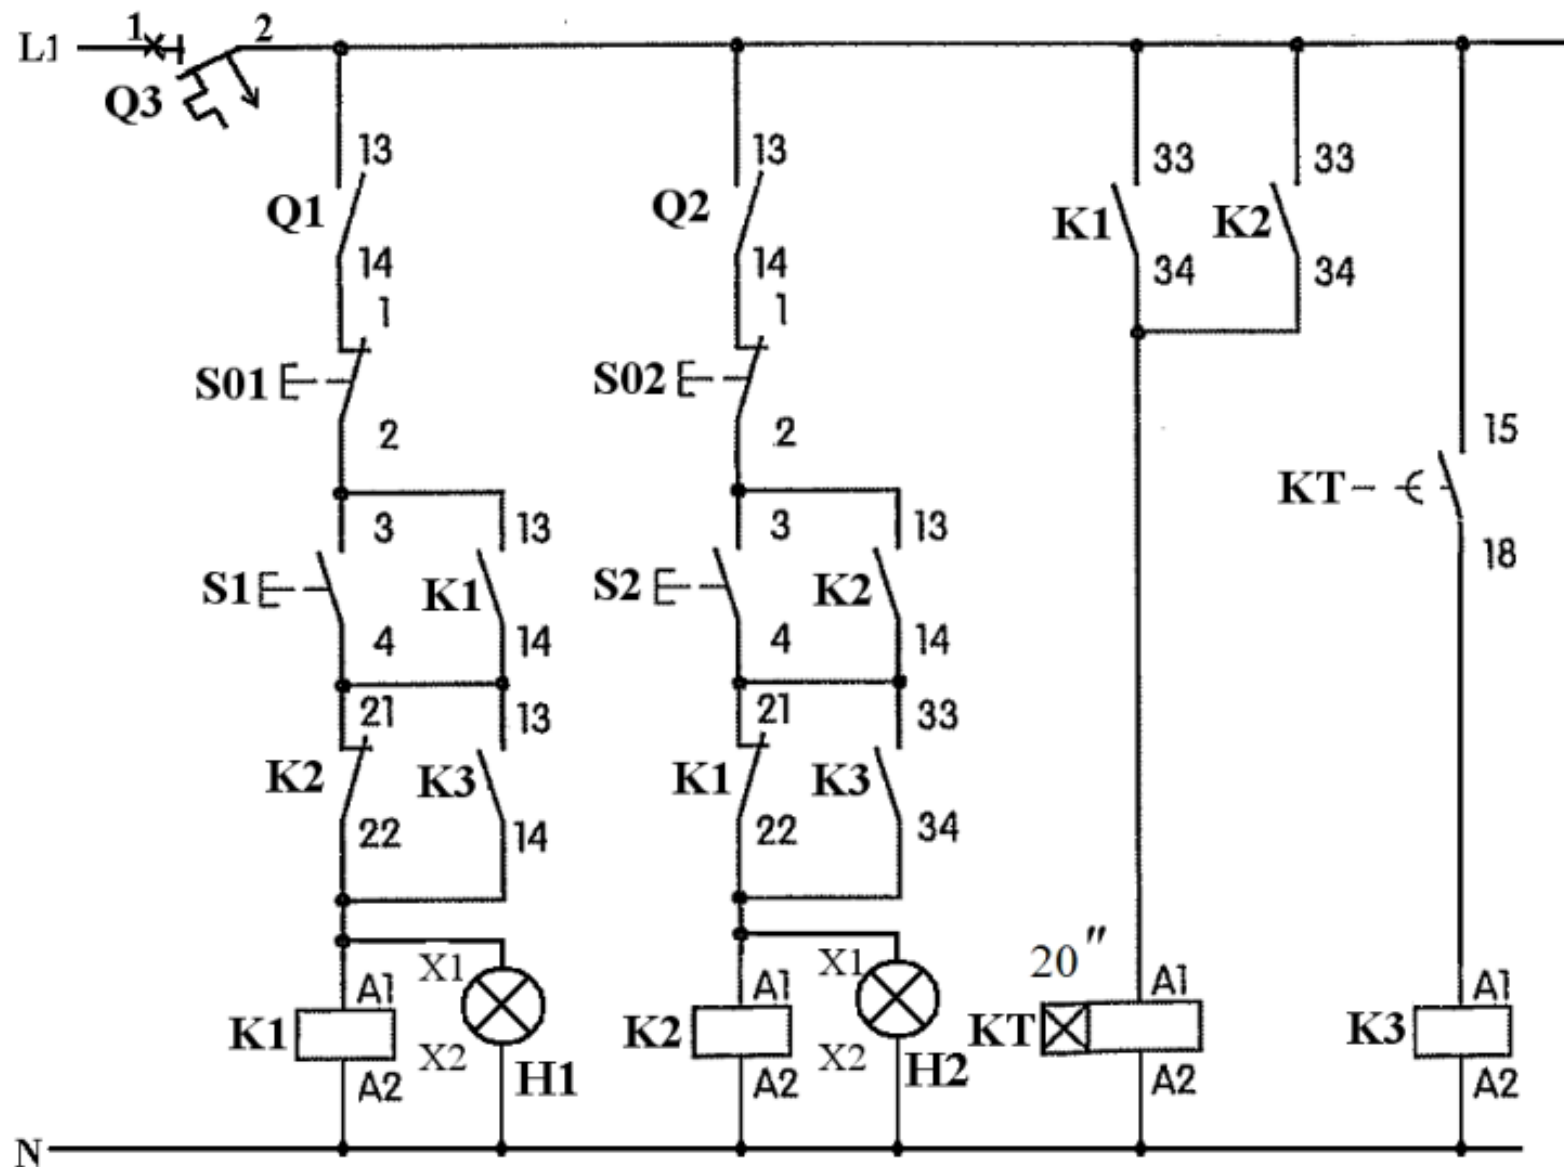 1 2
L1
Q3
13 13 33 33
Q1 Q2 K1 K2
14 14 34 34
1 1
S01 S02
2 2 15
KT
3 13 3 13 18
S1 K1 S2 K2
4 14 4 14
21 13 21 33
K2 K3 K1 K3
22 14 22 34
20"
X1 X1
A1 A1 A1 A1
K1 K2 KT K3
X2 X2
H1 H2
A2 A2 A2 A2
N